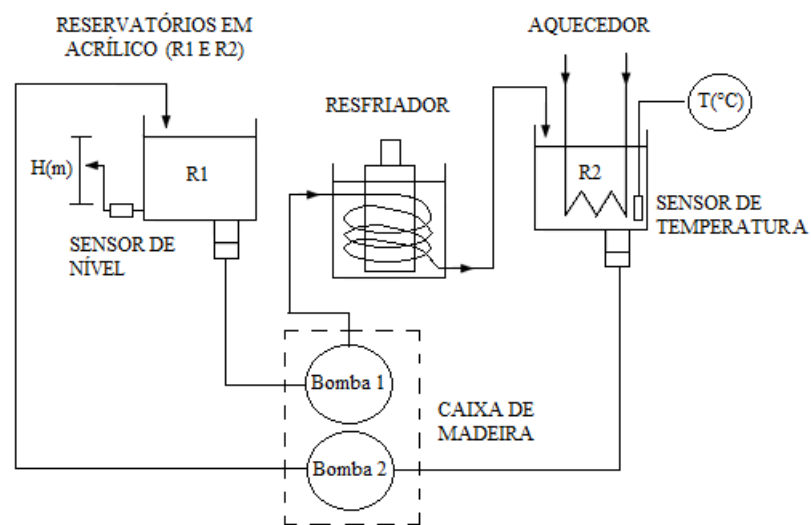 RESERVATÓRIOS EM
ACRÍLICO (R1 E R2)
AQUECEDOR
RESFRIADOR
T(°C)
H(m)
R1
R2
SENSOR DE
NÍVEL
SENSOR DE
TEMPERATURA
Bomba 1
CAIXA DE
MADEIRA
Bomba 2